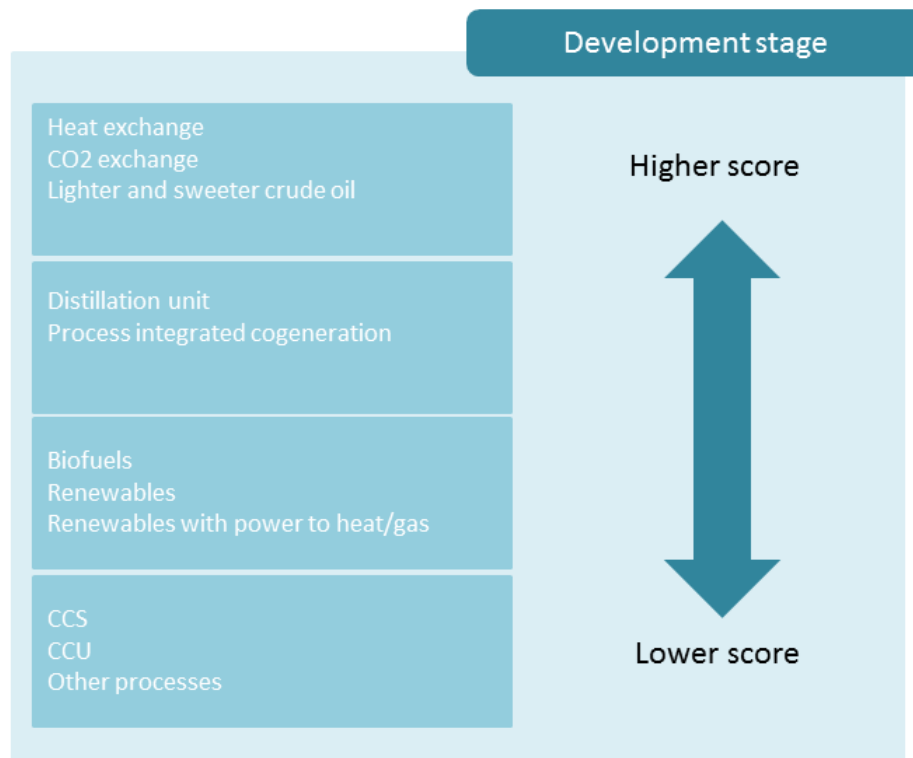 Development stage
Heat exchange
CO2 exchange
Lighter and sweeter crude oil
Higher score
Distillation unit
Process integrated cogeneration
Biofuels
Renewables
Renewables with power to heat/gas
CCS
CCU
Other processes
Lower score